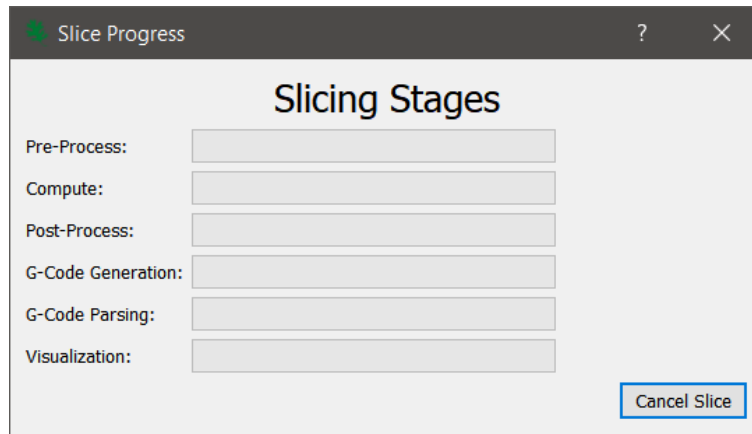 Slice Progress ?
Slicing Stages
Pre-Process:
Compute:
Post-Process:
G-Code Generation:
G-Code Parsing:
Visualization:
Cancel Slice